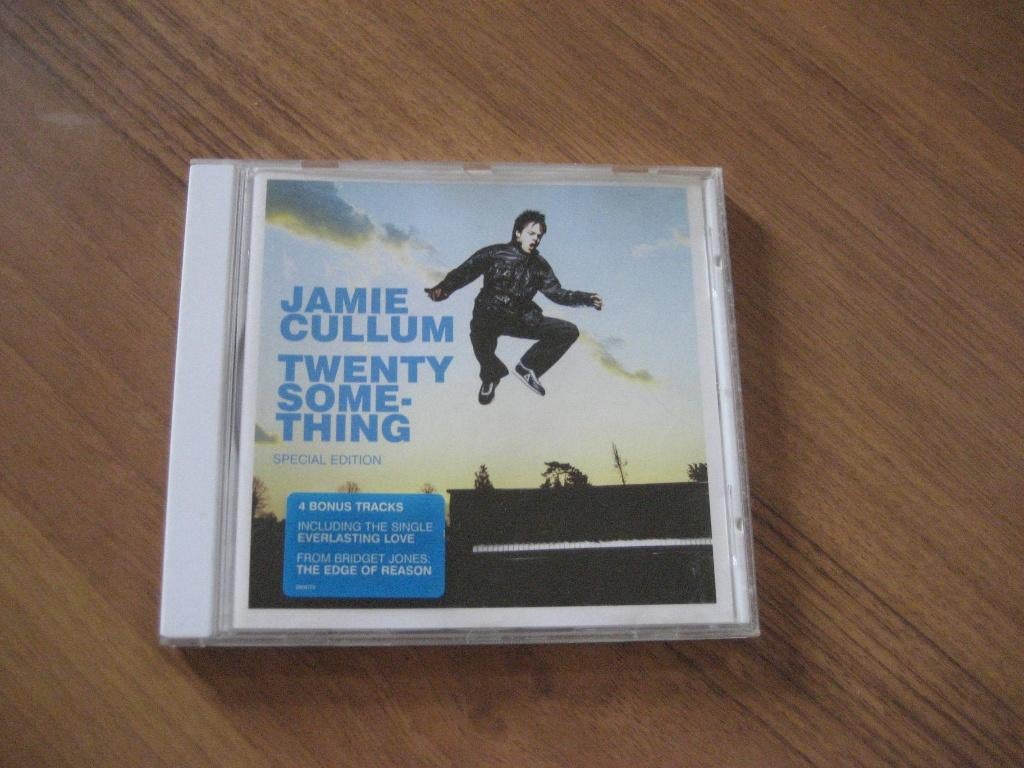 JAMIE
CULLUM
TWENTY
SOME-
THING
SPECIAL EDITION
4 BONUS TRACKS
INCLUDING THE SINGLE
EVERLASTING LOVE
FROM BRIDGET JONES:
THE EDGE OF REASON